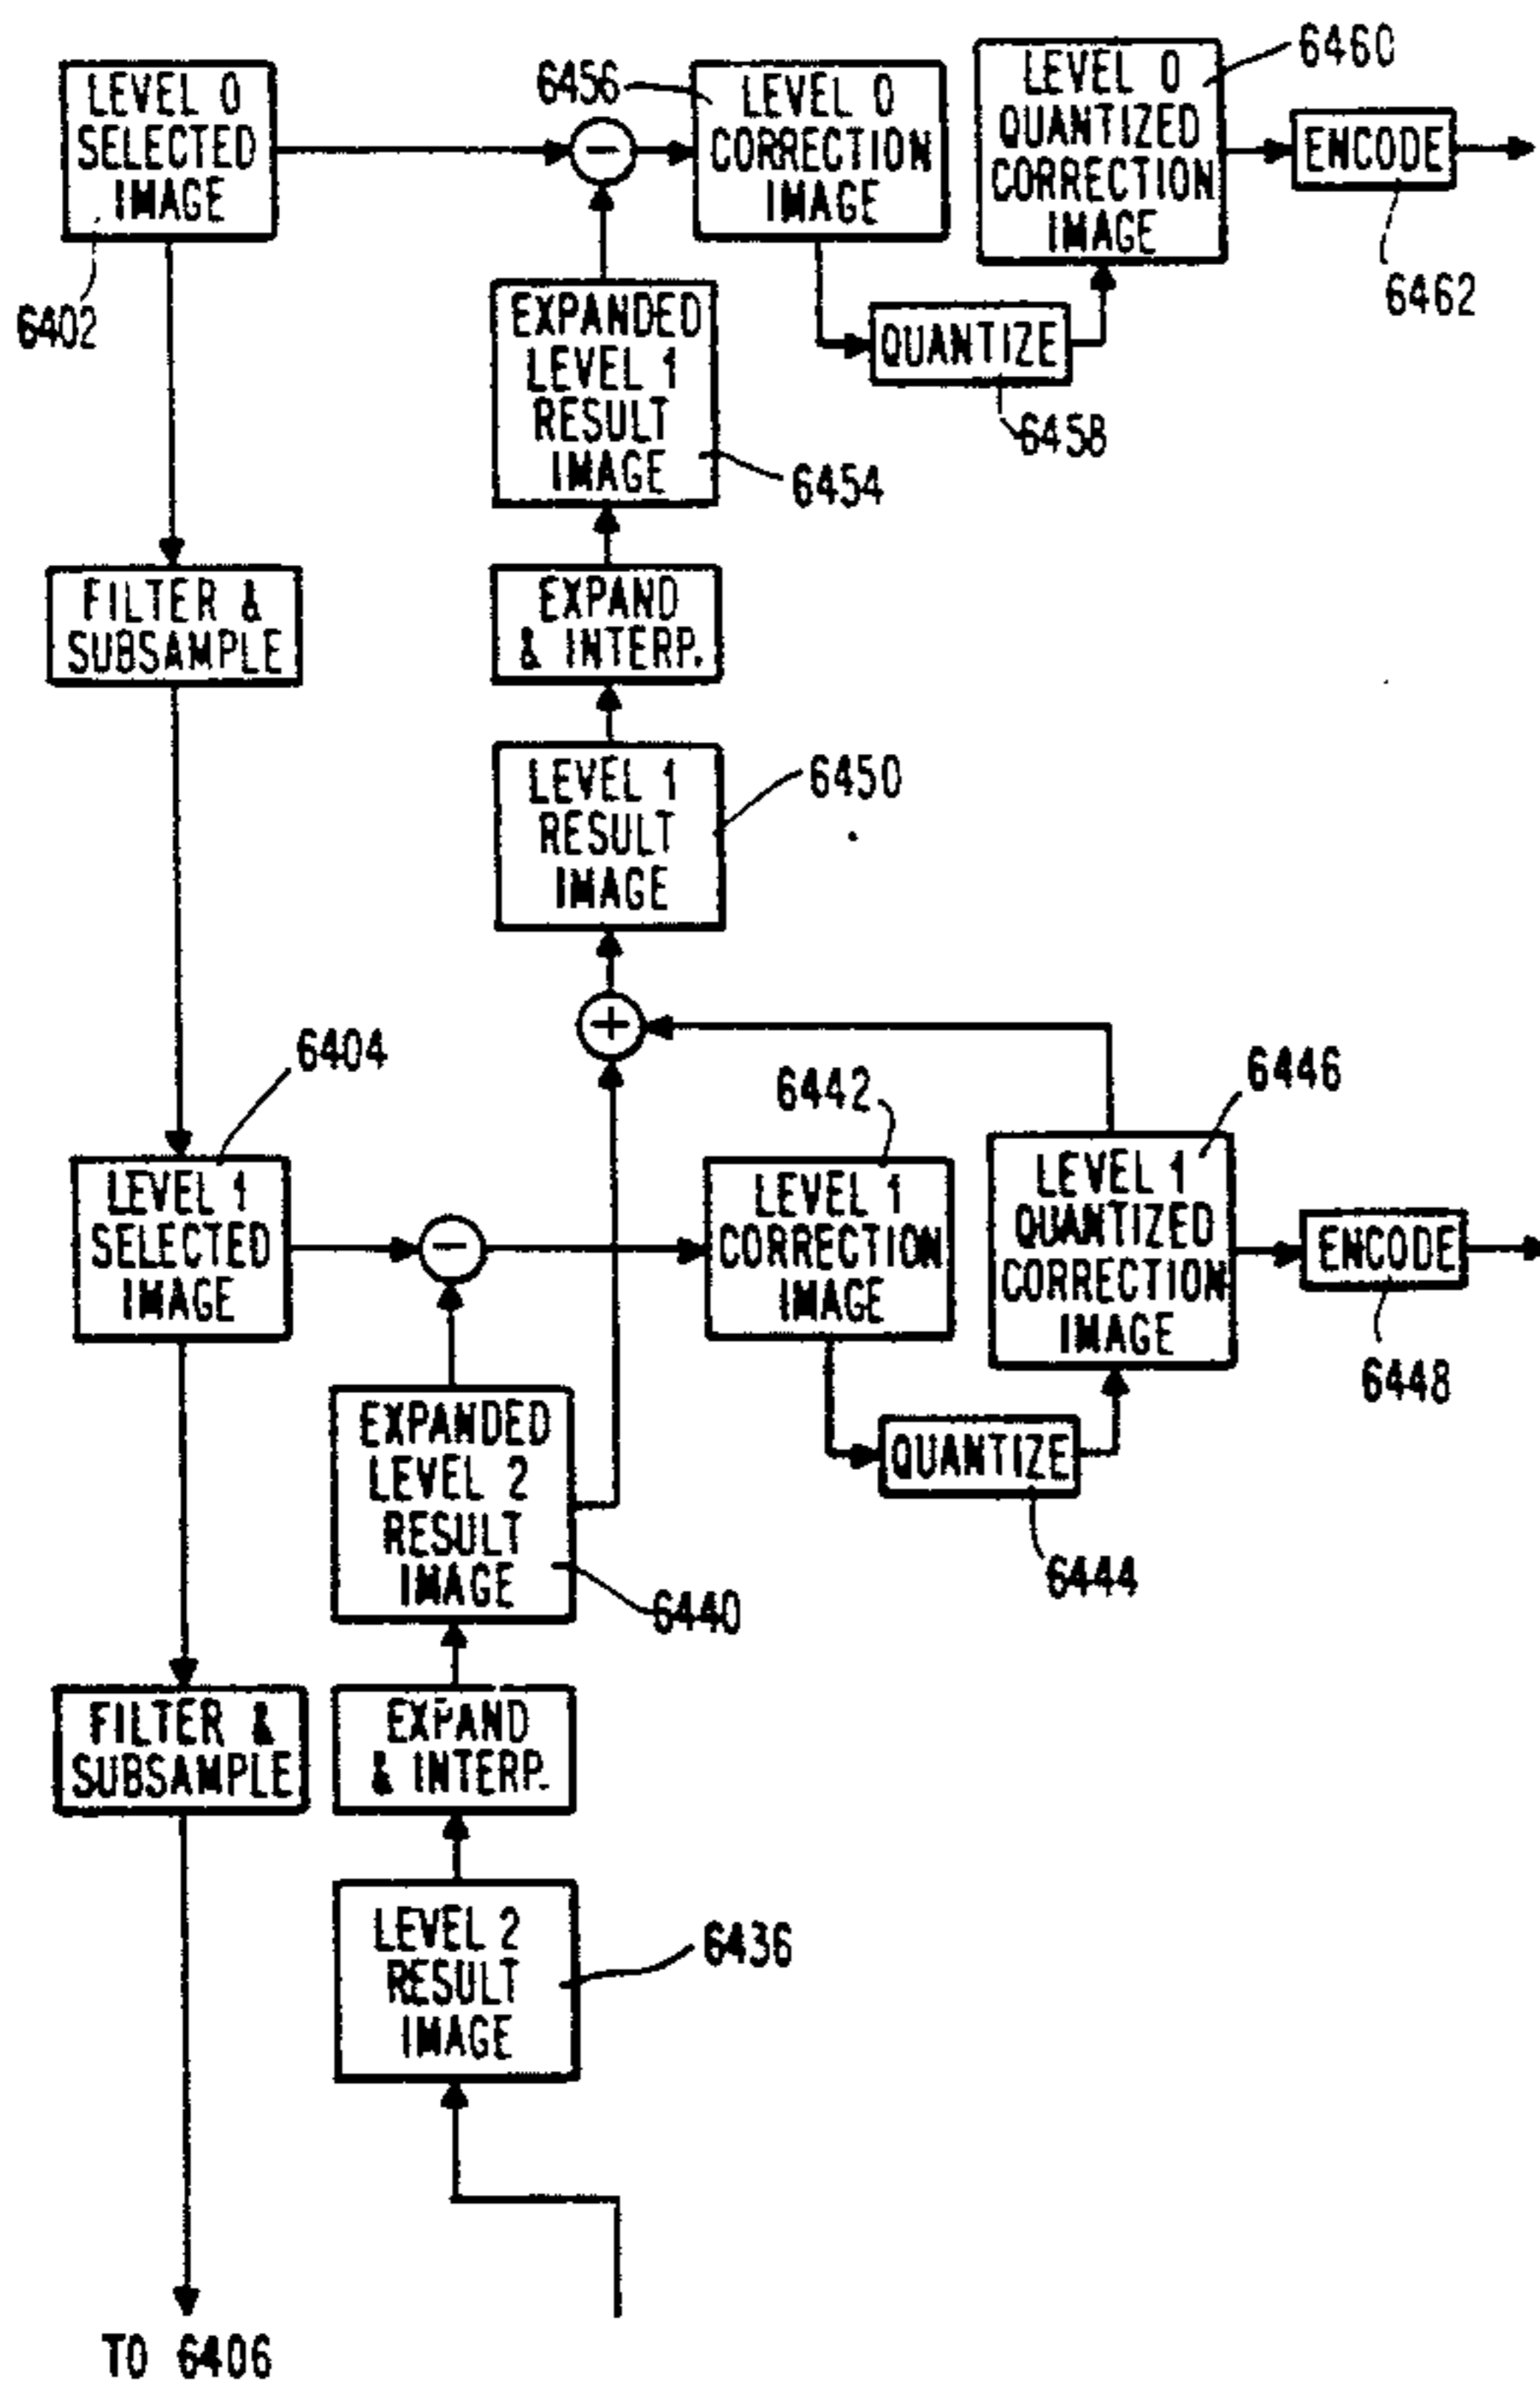 LEVEL 0
SELECTED
IMAGE
6402
6456
−
LEVEL 0
CORRECTION
IMAGE
LEVEL 0
QUANTIZED
CORRECTION
IMAGE
6460
ENCODE
6462
QUANTIZE
6458
EXPANDED
LEVEL 1
RESULT
IMAGE
6454
FILTER &
SUBSAMPLE
EXPAND
& INTERP.
LEVEL 1
RESULT
IMAGE
6450
+
6404
LEVEL 1
SELECTED
IMAGE
−
6442
LEVEL 1
CORRECTION
IMAGE
6446
LEVEL 1
QUANTIZED
CORRECTION
IMAGE
ENCODE
6448
QUANTIZE
6444
EXPANDED
LEVEL 2
RESULT
IMAGE
6440
FILTER &
SUBSAMPLE
EXPAND
& INTERP.
LEVEL 2
RESULT
IMAGE
6436
TO 6406